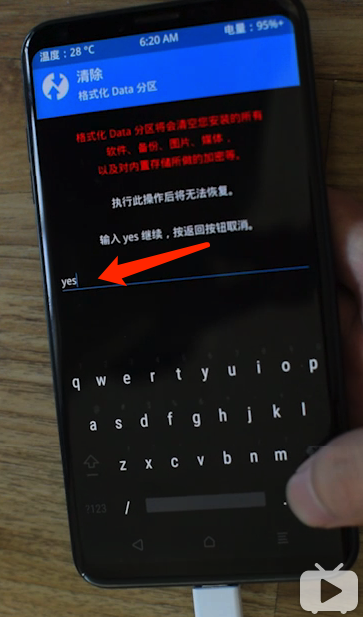 温度：28 °C 6:20 AM 电量：95%+
清除
格式化 Data 分区
格式化 Data 分区将会清空您安装的所有
软件、备份、图片、媒体，
以及对内置存储所做的加密等。
执行此操作后将无法恢复。
输入 yes 继续，按返回按钮取消。
yes
q w e r t y u i o p
a s d f g h j k l
z x c v b n m
?123 / .